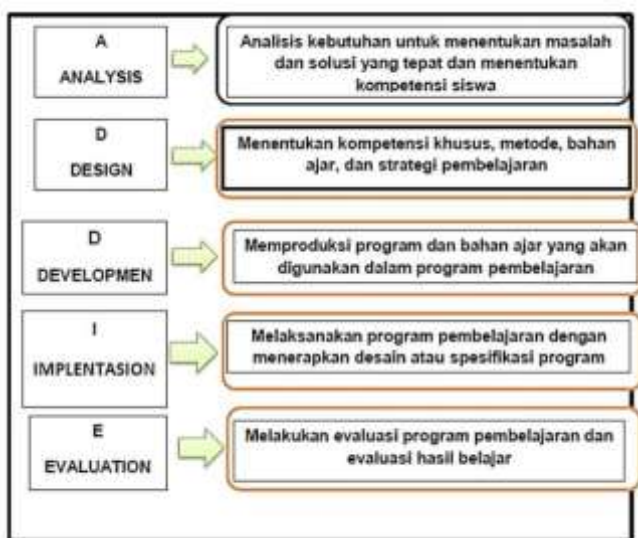 A
ANALYSIS
Analisis kebutuhan untuk menentukan masalah
dan solusi yang tepat dan menentukan
kompetensi siswa
D
DESIGN
Menentukan kompetensi khusus, metode, bahan
ajar, dan strategi pembelajaran
D
DEVELOPMEN
Memproduksi program dan bahan ajar yang akan
digunakan dalam program pembelajaran
I
IMPLENTASION
Melaksanakan program pembelajaran dengan
menerapkan desain atau spesifikasi program
E
EVALUATION
Melakukan evaluasi program pembelajaran dan
evaluasi hasil belajar